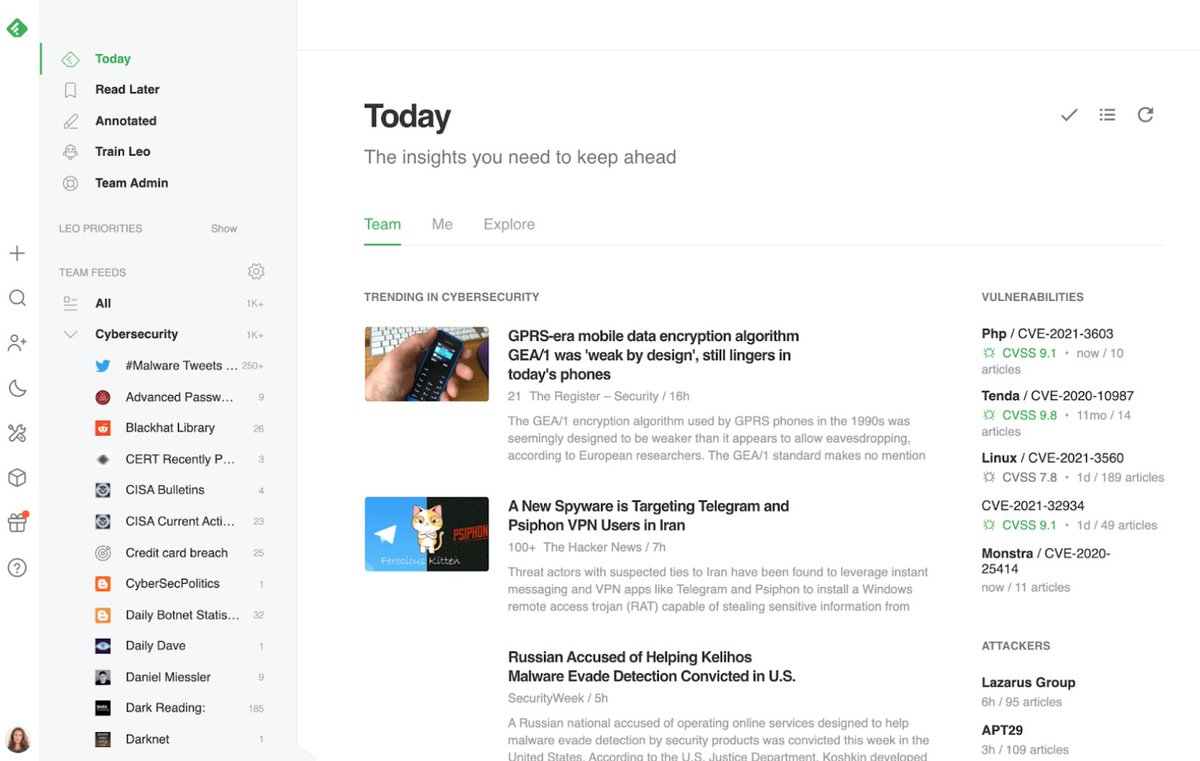 Today
Read Later
Annotated
Train Leo
Team Admin
LEO PRIORITIES Show
TEAM FEEDS
All 1K+
Cybersecurity 1K+
#Malware Tweets ... 250+
Advanced Passw... 9
Blackhat Library 26
CERT Recently P... 3
CISA Bulletins 4
CISA Current Acti... 23
Credit card breach 25
CyberSecPolitics 1
Daily Botnet Statis... 32
Daily Dave 1
Daniel Miessler 9
Dark Reading: 185
Darknet 1
Today
The insights you need to keep ahead
Team Me Explore
TRENDING IN CYBERSECURITY
GPRS-era mobile data encryption algorithm
GEA/1 was 'weak by design', still lingers in
today's phones
21 The Register – Security / 16h
The GEA/1 encryption algorithm used by GPRS phones in the 1990s was
seemingly designed to be weaker than it appears to allow eavesdropping,
according to European researchers. The GEA/1 standard makes no mention
PSIPHON
Ferocious Kitten
A New Spyware is Targeting Telegram and
Psiphon VPN Users in Iran
100+ The Hacker News / 7h
Threat actors with suspected ties to Iran have been found to leverage instant
messaging and VPN apps like Telegram and Psiphon to install a Windows
remote access trojan (RAT) capable of stealing sensitive information from
Russian Accused of Helping Kelihos
Malware Evade Detection Convicted in U.S.
SecurityWeek / 5h
A Russian national accused of operating online services designed to help
malware evade detection by security products was convicted this week in the
United States. According to the U.S. Justice Department, Koshkin developed
VULNERABILITIES
Php / CVE-2021-3603
CVSS 9.1 • now / 10
articles
Tenda / CVE-2020-10987
CVSS 9.8 • 11mo / 14
articles
Linux / CVE-2021-3560
CVSS 7.8 • 1d / 189 articles
CVE-2021-32934
CVSS 9.1 • 1d / 49 articles
Monstra / CVE-2020-
25414
now / 11 articles
ATTACKERS
Lazarus Group
6h / 95 articles
APT29
3h / 109 articles